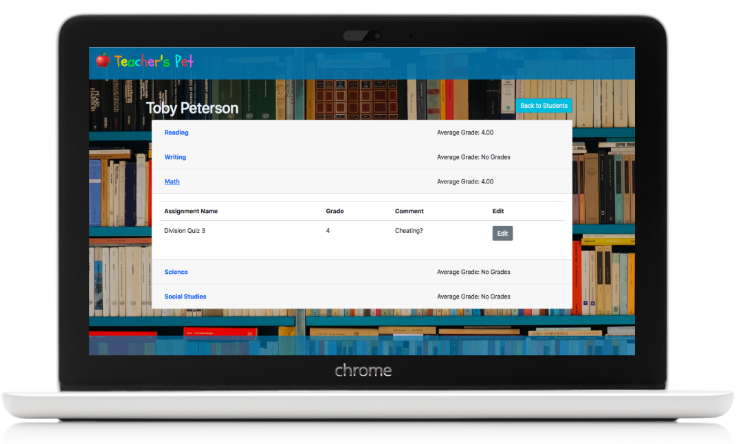 Teacher's Pet
Toby Peterson
Back to Students
Reading Average Grade: 4.00
Writing Average Grade: No Grades
Math Average Grade: 4.00
Assignment Name Grade Comment Edit
Division Quiz 3 4 Cheating? Edit
Science Average Grade: No Grades
Social Studies Average Grade: No Grades
chrome